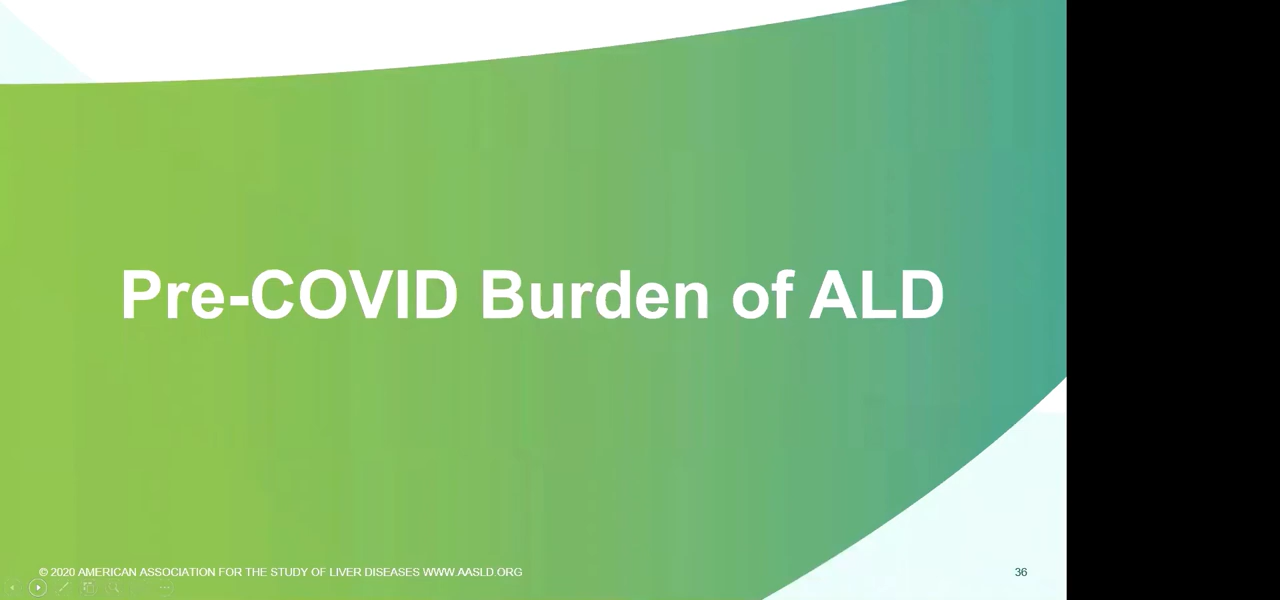 Pre-COVID Burden of ALD
© 2020 AMERICAN ASSOCIATION FOR THE STUDY OF LIVER DISEASES WWW.AASLD.ORG
36